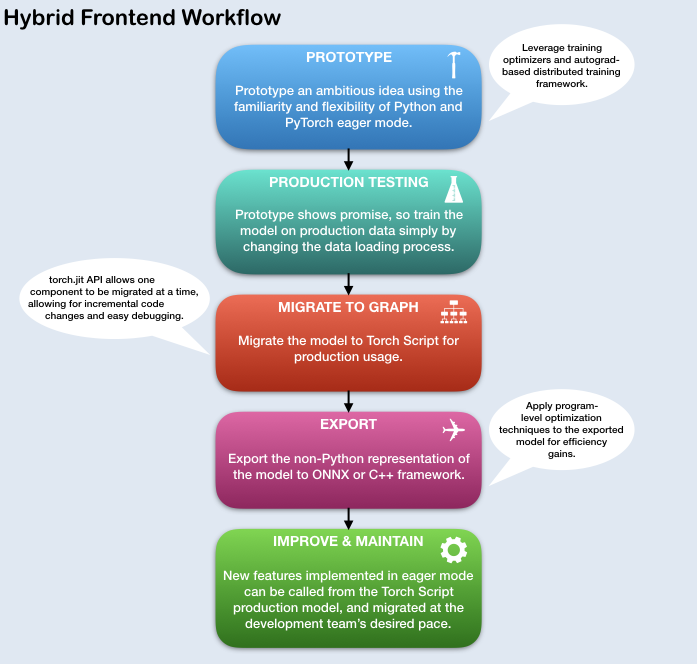 Hybrid Frontend Workflow
PROTOTYPE
Prototype an ambitious idea using the
familiarity and flexibility of Python and
PyTorch eager mode.
Leverage training
optimizers and autograd-
based distributed training
framework.
PRODUCTION TESTING
Prototype shows promise, so train the
model on production data simply by
changing the data loading process.
torch.jit API allows one
component to be migrated at a time,
allowing for incremental code
changes and easy debugging.
MIGRATE TO GRAPH
Migrate the model to Torch Script for
production usage.
EXPORT
Export the non-Python representation of
the model to ONNX or C++ framework.
Apply program-
level optimization
techniques to the exported
model for efficiency
gains.
IMPROVE & MAINTAIN
New features implemented in eager mode
can be called from the Torch Script
production model, and migrated at the
development team's desired pace.